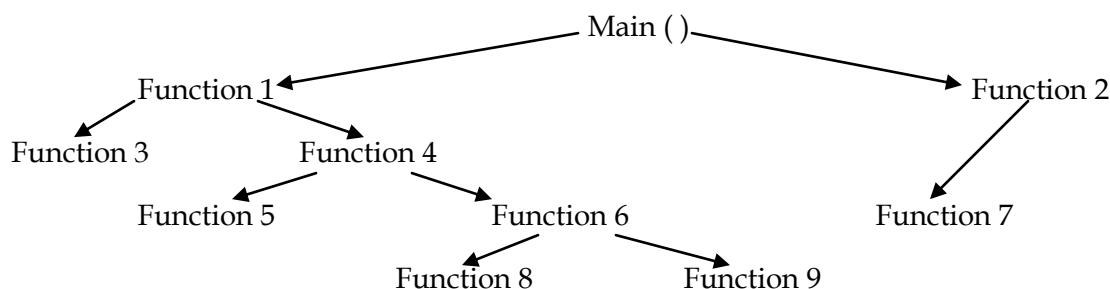 Main ( )
Function 1
Function 2
Function 3
Function 4
Function 5
Function 6
Function 7
Function 8
Function 9